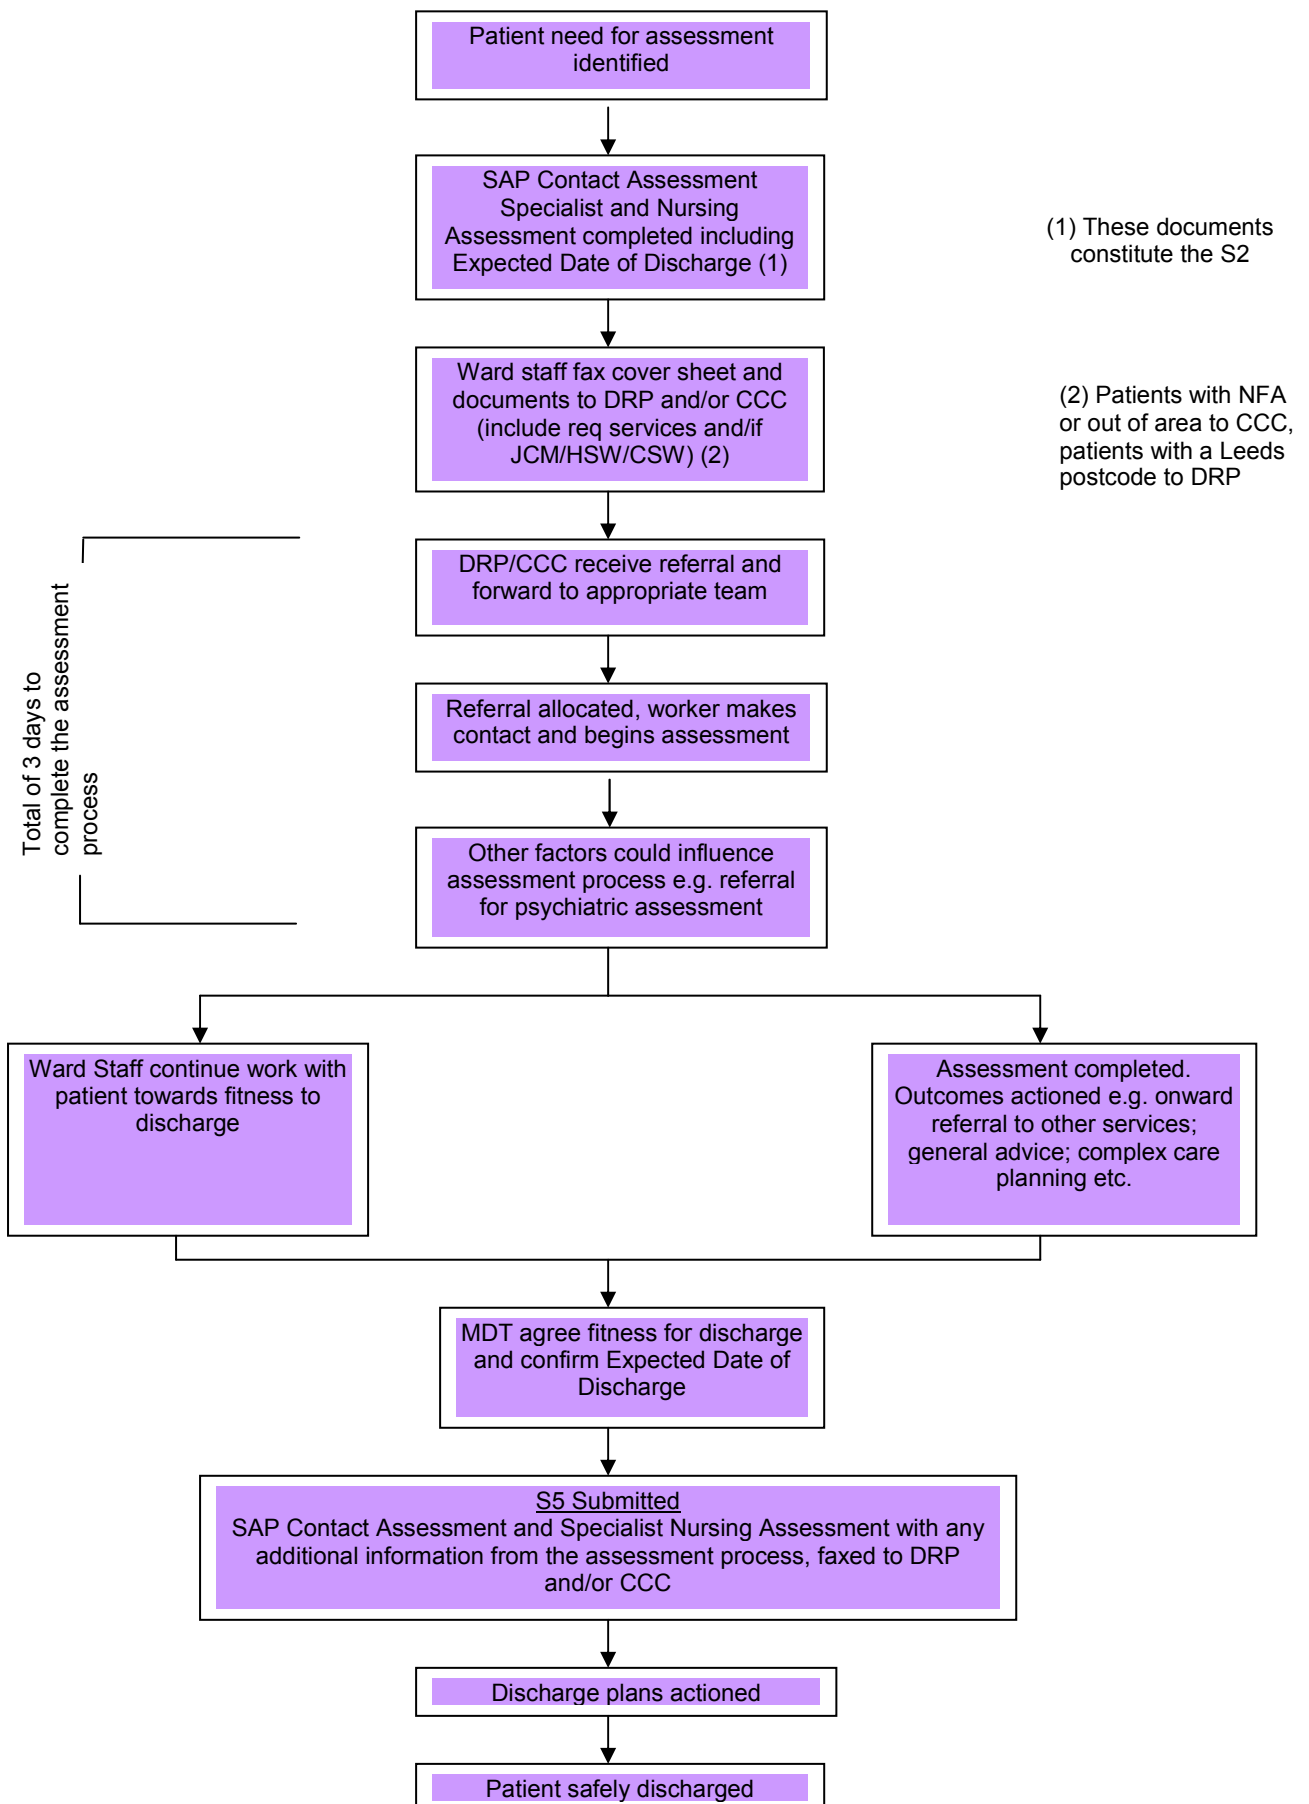 Patient need for assessment
identified
SAP Contact Assessment
Specialist and Nursing
Assessment completed including
Expected Date of Discharge (1)
(1) These documents
constitute the S2
Ward staff fax cover sheet and
documents to DRP and/or CCC
(include req services and/if
JCM/HSW/CSW) (2)
(2) Patients with NFA
or out of area to CCC,
patients with a Leeds
postcode to DRP
Total of 3 days to
complete the assessment
process
DRP/CCC receive referral and
forward to appropriate team
Referral allocated, worker makes
contact and begins assessment
Other factors could influence
assessment process e.g. referral
for psychiatric assessment
Ward Staff continue work with
patient towards fitness to
discharge
Assessment completed.
Outcomes actioned e.g. onward
referral to other services;
general advice; complex care
planning etc.
MDT agree fitness for discharge
and confirm Expected Date of
Discharge
S5 Submitted
SAP Contact Assessment and Specialist Nursing Assessment with any
additional information from the assessment process, faxed to DRP
and/or CCC
Discharge plans actioned
Patient safely discharged